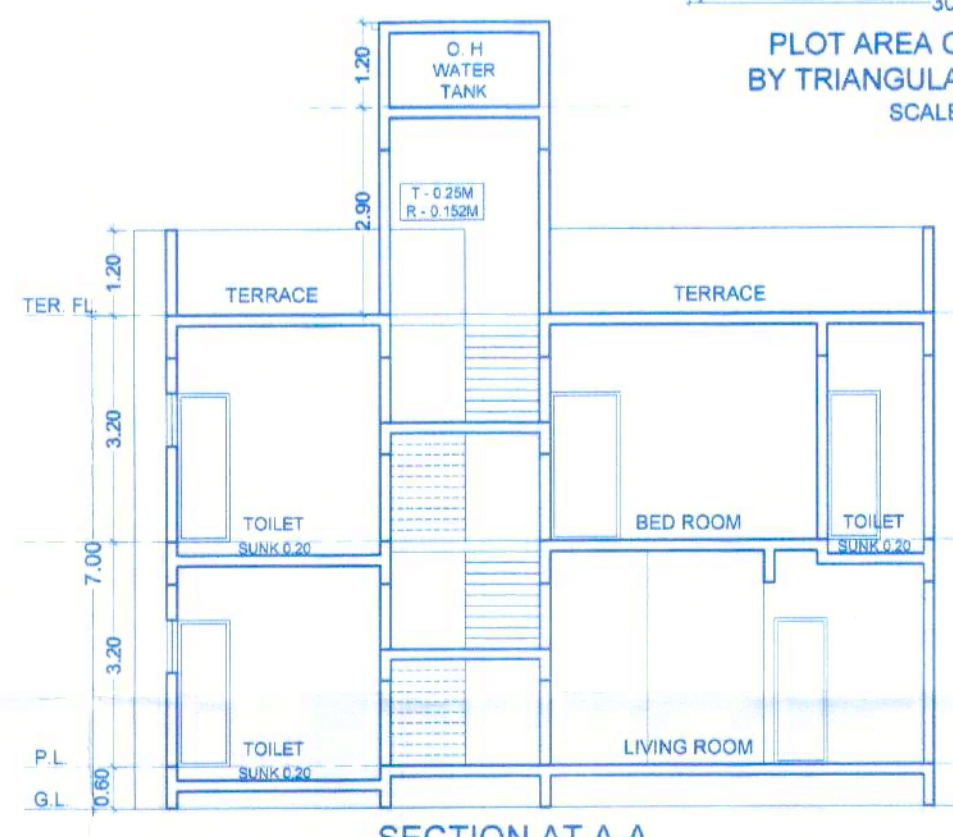 30
PLOT AREA C
BY TRIANGULA
SCALE
O. H
WATER
TANK
1.20
2.90
T - 0.25M
R - 0.152M
1.20
TER. FL.
TERRACE
TERRACE
3.20
TOILET
SUNK 0.20
BED ROOM
TOILET
SUNK 0.20
7.00
3.20
TOILET
SUNK 0.20
LIVING ROOM
P.L.
0.60
G.L.
SECTION AT A-A